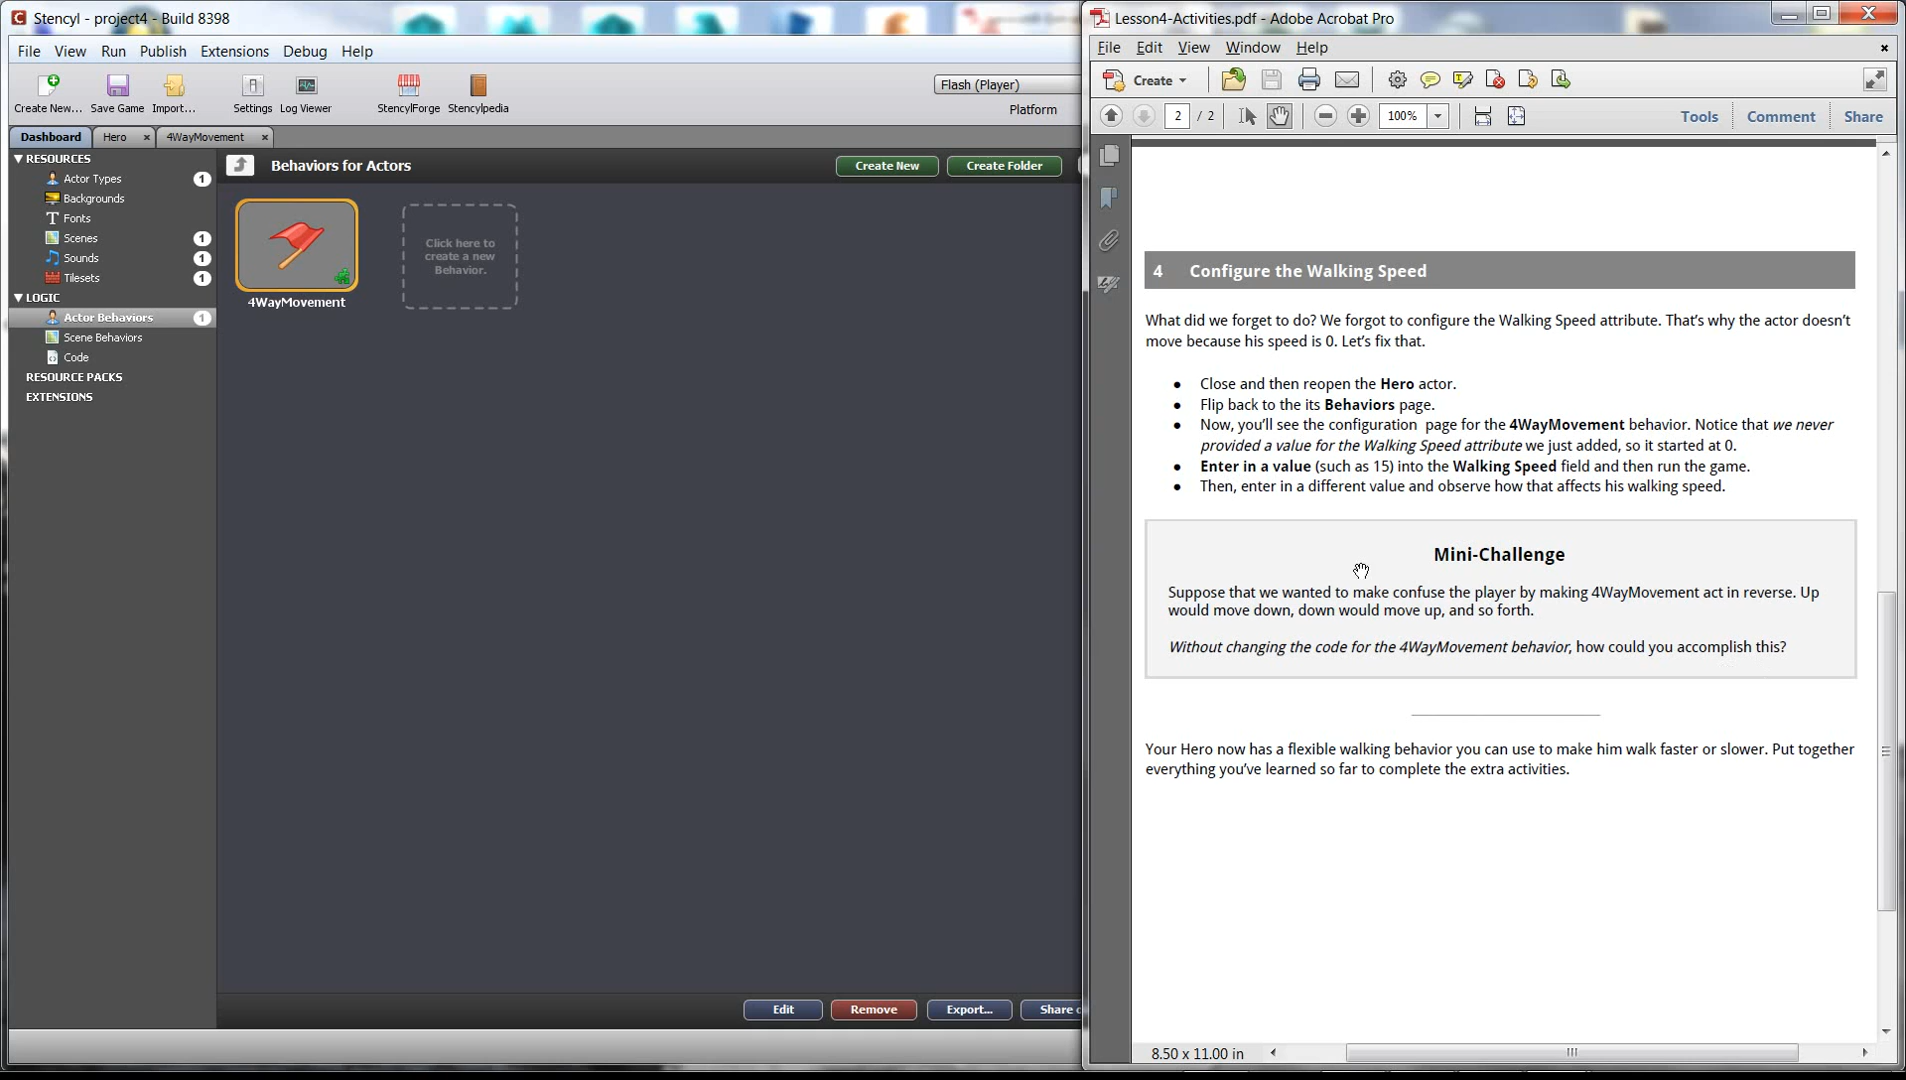 Stencyl - project4 - Build 8398
File View Run Publish Extensions Debug Help
Create New... Save Game Import... Settings Log Viewer StencylForge Stencylpedia
Flash (Player)
Platform
Dashboard Hero 4WayMovement
RESOURCES
Actor Types 1
Backgrounds
Fonts
Scenes 1
Sounds 1
Tilesets 1
LOGIC
Actor Behaviors 1
Scene Behaviors
Code
RESOURCE PACKS
EXTENSIONS
Behaviors for Actors
Create New Create Folder
4WayMovement
Click here to
create a new
Behavior.
Edit Remove Export... Share
Lesson4-Activities.pdf - Adobe Acrobat Pro
File Edit View Window Help
Create
2 / 2 100% Tools Comment Share
4 Configure the Walking Speed
What did we forget to do? We forgot to configure the Walking Speed attribute. That’s why the actor doesn’t
move because his speed is 0. Let’s fix that.
● Close and then reopen the Hero actor.
● Flip back to the its Behaviors page.
● Now, you’ll see the configuration page for the 4WayMovement behavior. Notice that we never
provided a value for the Walking Speed attribute we just added, so it started at 0.
● Enter in a value (such as 15) into the Walking Speed field and then run the game.
● Then, enter in a different value and observe how that affects his walking speed.
Mini-Challenge
Suppose that we wanted to make confuse the player by making 4WayMovement act in reverse. Up
would move down, down would move up, and so forth.
Without changing the code for the 4WayMovement behavior, how could you accomplish this?
Your Hero now has a flexible walking behavior you can use to make him walk faster or slower. Put together
everything you’ve learned so far to complete the extra activities.
8.50 x 11.00 in